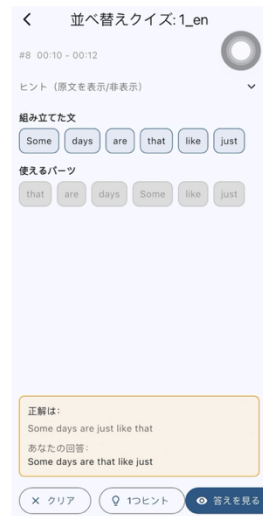 並べ替えクイズ: 1_en
#8 00:10 - 00:12
ヒント（原文を表示/非表示）
組み立てた文
Some days are that like just
使えるパーツ
that are days Some like just
正解は:
Some days are just like that
あなたの回答:
Some days are that like just
クリア 1つヒント 答えを見る